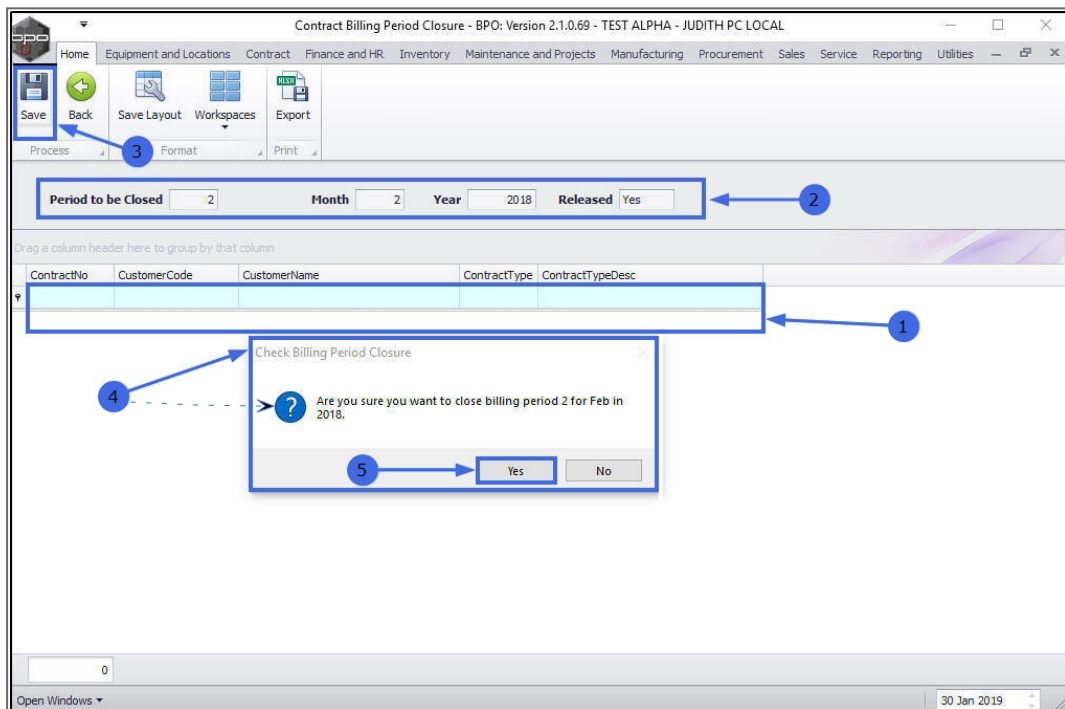 Contract Billing Period Closure - BPO: Version 2.1.0.69 - TEST ALPHA - JUDITH PC LOCAL
bpo
Home Equipment and Locations Contract Finance and HR Inventory Maintenance and Projects Manufacturing Procurement Sales Service Reporting Utilities
Save Back Save Layout Workspaces Export
Process Format Print
3
Period to be Closed 2 Month 2 Year 2018 Released Yes
2
Drag a column header here to group by that column
ContractNo CustomerCode CustomerName ContractType ContractTypeDesc
1
Check Billing Period Closure
4
Are you sure you want to close billing period 2 for Feb in
2018.
5
Yes No
0
Open Windows 30 Jan 2019